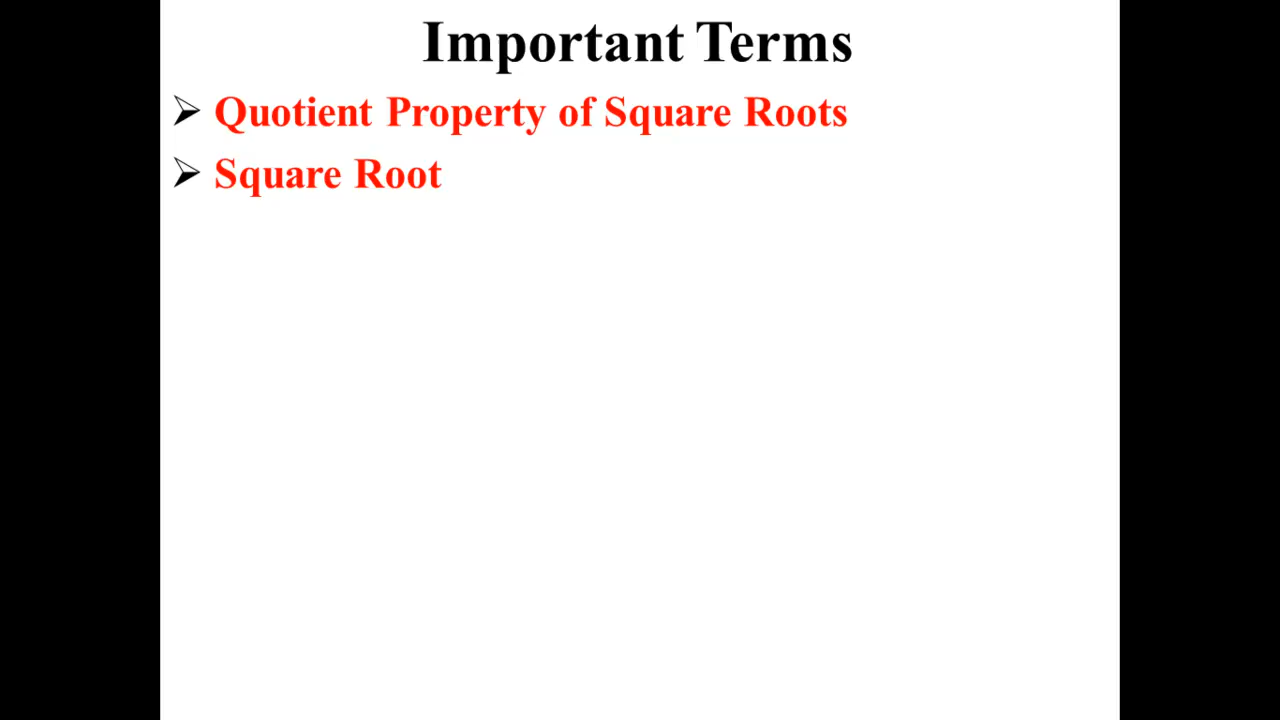 Important Terms
➢ Quotient Property of Square Roots
➢ Square Root